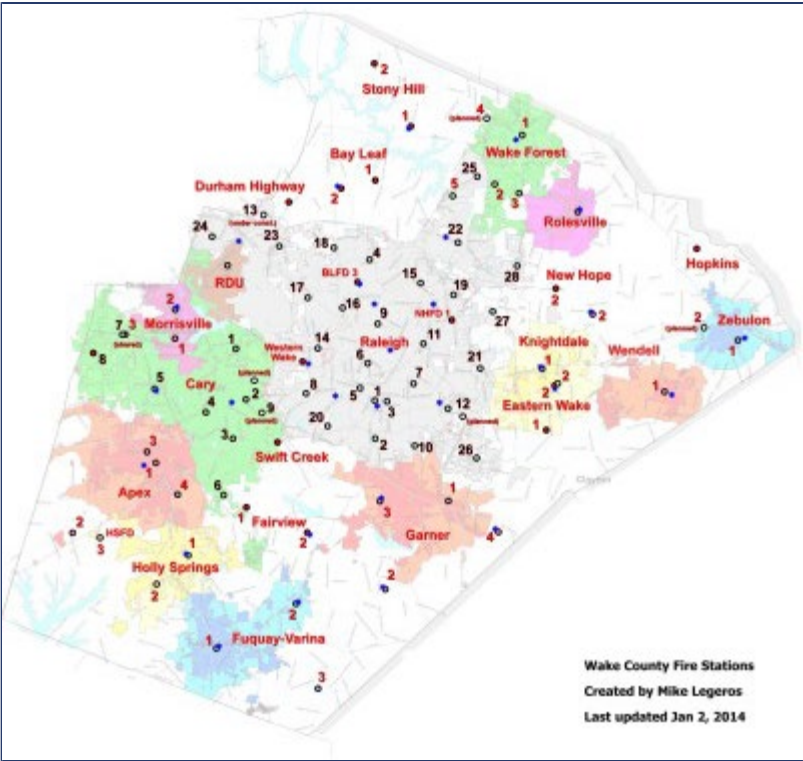 2
Stony Hill
4
(planned)
1
1
Bay Leaf
Wake Forest
25
1
Durham Highway
2
5
2
3
13
(under const.)
Rolesville
24
23
18
22
4
Hopkins
RDU
BLFD 3
15
28
New Hope
17
19
2
2
16
9
NHFD 1
27
2
(planned)
Zebulon
Morrisville
7
3
(shared)
1
1
14
Raleigh
11
Knightdale
1
Wendell
8
Western
Wake
6
1
21
5
Cary
(planned)
2
8
5
1
7
2
2
1
Eastern Wake
4
9
(planned)
3
12
(planned)
20
1
3
Swift Creek
2
10
26
3
1
Apex
4
6
1
3
1
Clayton
Garner
2
HSFD
3
Fairview
2
4
1
Holly Springs
2
2
2
1
Fuquay-Varina
3
Wake County Fire Stations
Created by Mike Legeros
Last updated Jan 2, 2014